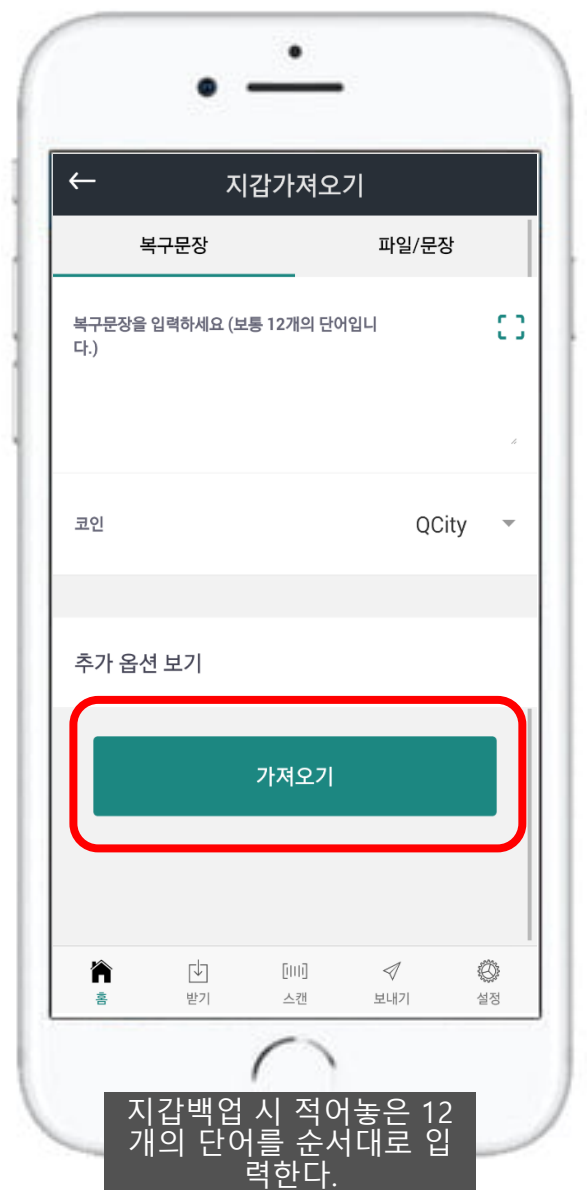 지갑가져오기
복구문장 파일/문장
복구문장을 입력하세요 (보통 12개의 단어입니
다.)
코인 QCity
추가 옵션 보기
가져오기
홈 받기 스캔 보내기 설정
지갑백업 시 적어놓은 12
개의 단어를 순서대로 입
력한다.